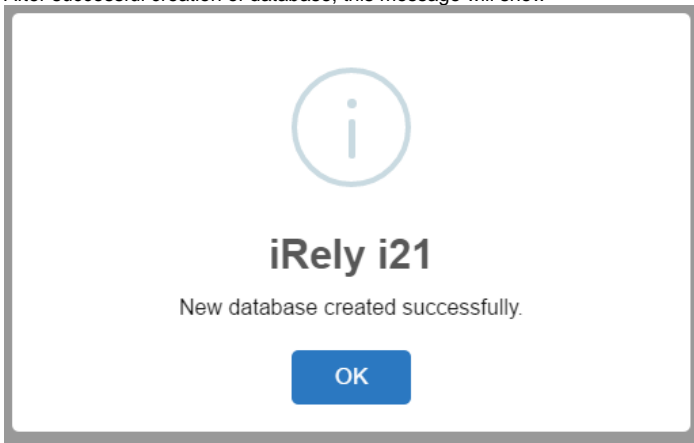 After successful creation of database, this message will show
i
iRely i21
New database created successfully.
OK